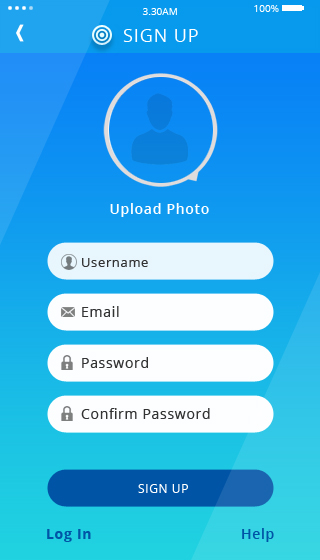 3.30AM
100%
SIGN UP
Upload Photo
Username
Email
Password
Confirm Password
SIGN UP
Log In
Help